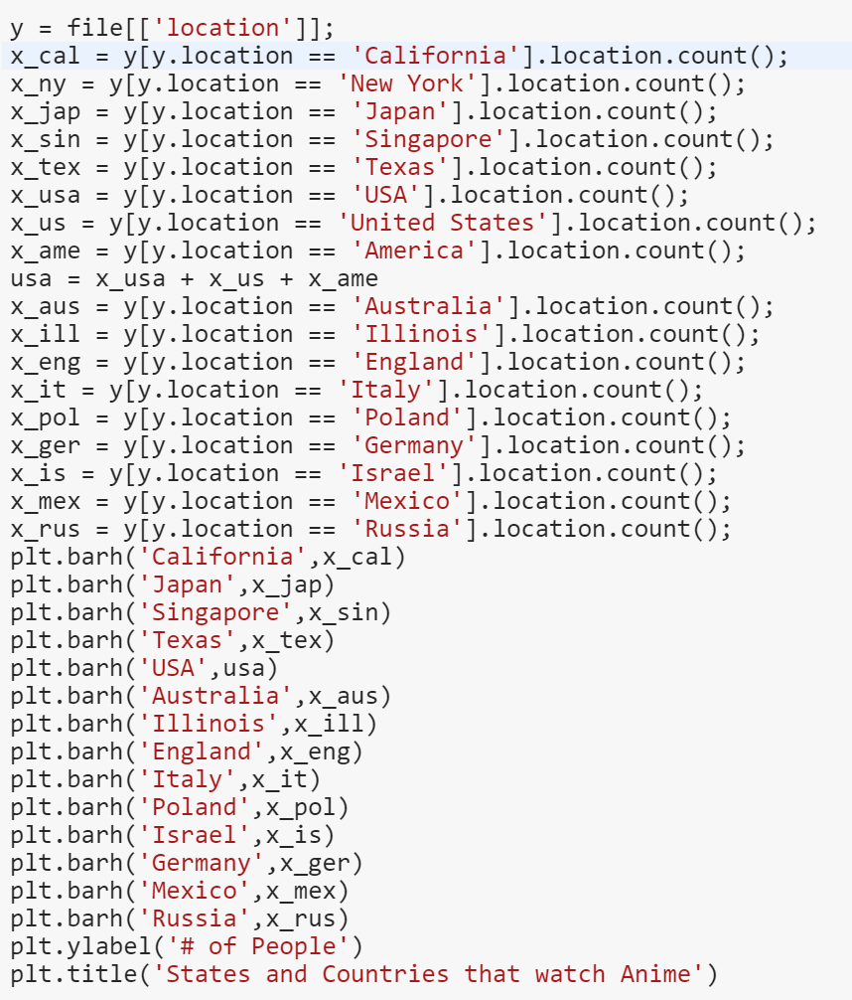 y = file[['location']];
x_cal = y[y.location == 'California'].location.count();
x_ny = y[y.location == 'New York'].location.count();
x_jap = y[y.location == 'Japan'].location.count();
x_sin = y[y.location == 'Singapore'].location.count();
x_tex = y[y.location == 'Texas'].location.count();
x_usa = y[y.location == 'USA'].location.count();
x_us = y[y.location == 'United States'].location.count();
x_ame = y[y.location == 'America'].location.count();
usa = x_usa + x_us + x_ame
x_aus = y[y.location == 'Australia'].location.count();
x_ill = y[y.location == 'Illinois'].location.count();
x_eng = y[y.location == 'England'].location.count();
x_it = y[y.location == 'Italy'].location.count();
x_pol = y[y.location == 'Poland'].location.count();
x_ger = y[y.location == 'Germany'].location.count();
x_is = y[y.location == 'Israel'].location.count();
x_mex = y[y.location == 'Mexico'].location.count();
x_rus = y[y.location == 'Russia'].location.count();
plt.barh('California',x_cal)
plt.barh('Japan',x_jap)
plt.barh('Singapore',x_sin)
plt.barh('Texas',x_tex)
plt.barh('USA',usa)
plt.barh('Australia',x_aus)
plt.barh('Illinois',x_ill)
plt.barh('England',x_eng)
plt.barh('Italy',x_it)
plt.barh('Poland',x_pol)
plt.barh('Israel',x_is)
plt.barh('Germany',x_ger)
plt.barh('Mexico',x_mex)
plt.barh('Russia',x_rus)
plt.ylabel('# of People')
plt.title('States and Countries that watch Anime')